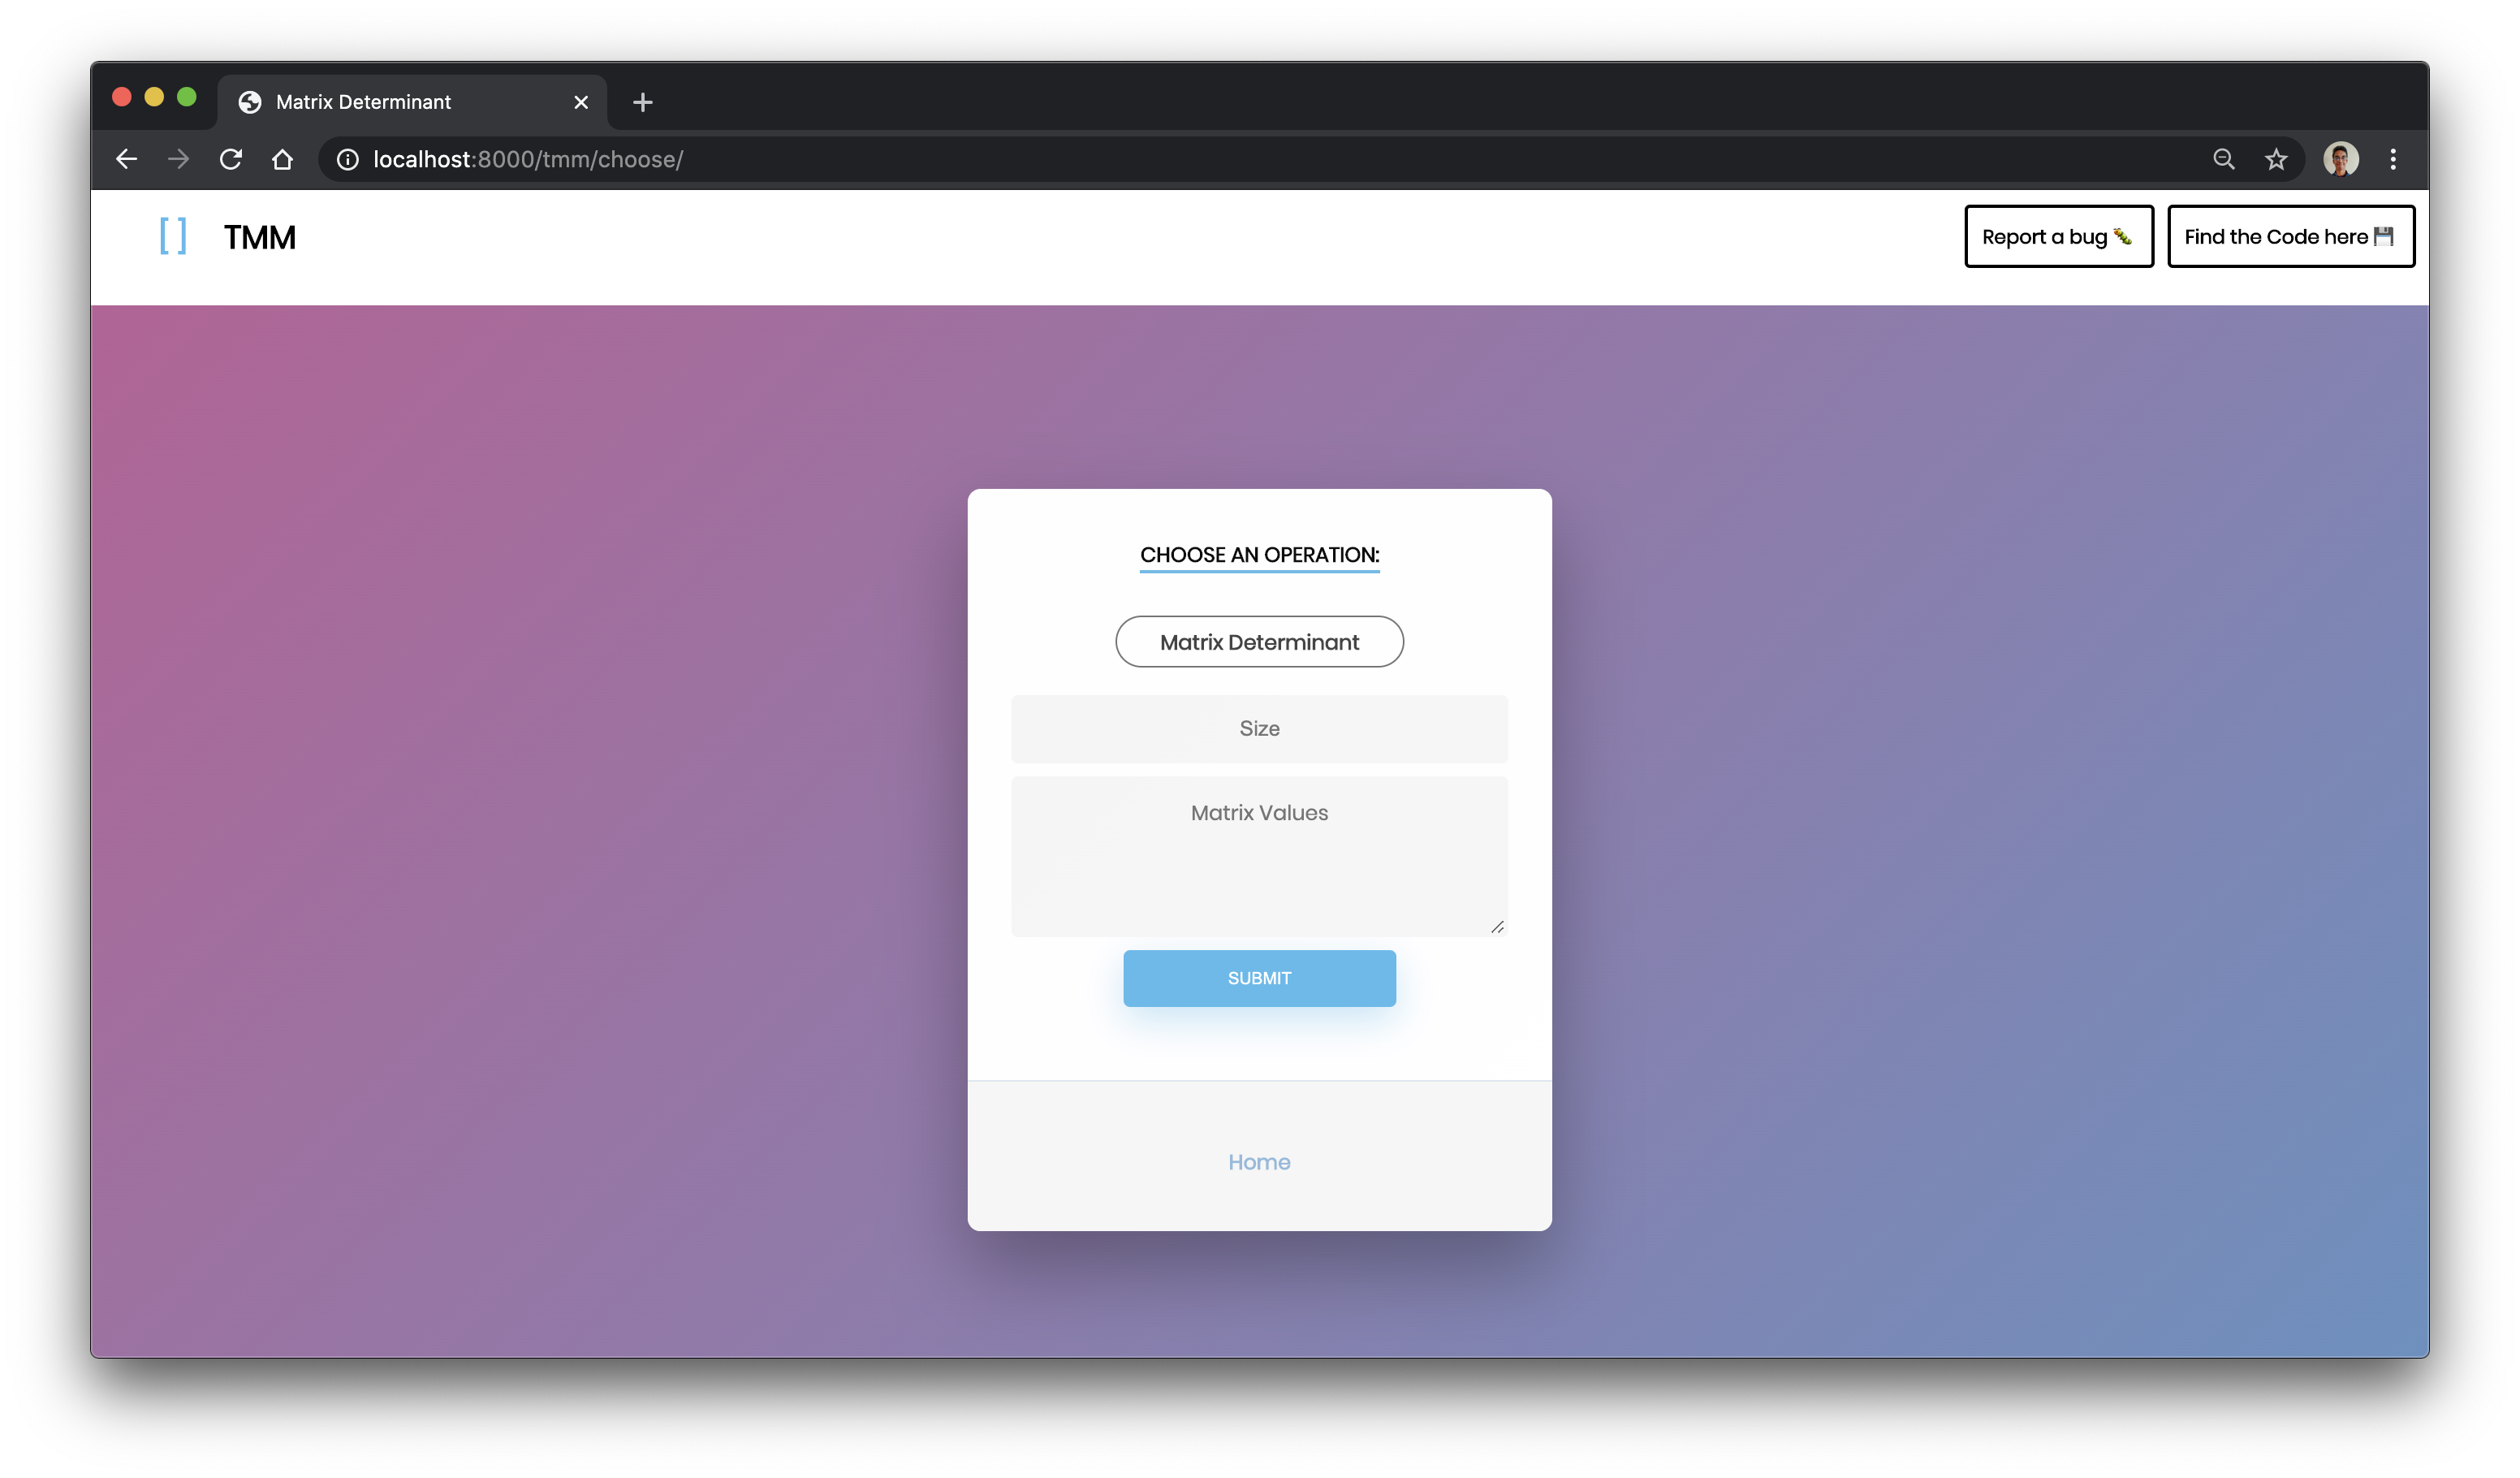 Matrix Determinant
localhost:8000/tmm/choose/
[ ] TMM
Report a bug 🐛
Find the Code here 💾
CHOOSE AN OPERATION:
Matrix Determinant
Size
Matrix Values
SUBMIT
Home